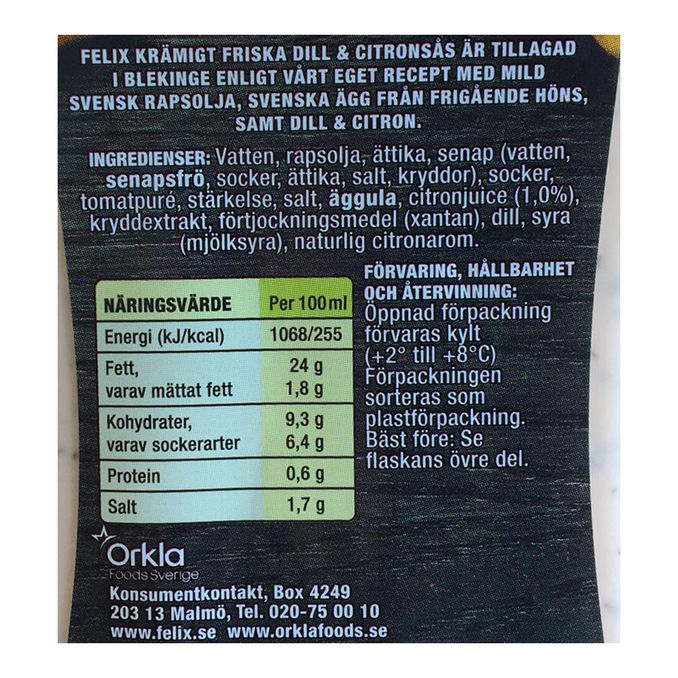 FELIX KRÄMIGT FRISKA DILL & CITRONSÅS ÄR TILLAGAD
I BLEKINGE ENLIGT VÅRT EGET RECEPT MED MILD
SVENSK RAPSOLJA, SVENSKA ÄGG FRÅN FRIGÅENDE HÖNS,
SAMT DILL & CITRON.
INGREDIENSER: Vatten, rapsolja, ättika, senap (vatten,
senapsfrö, socker, ättika, salt, kryddor), socker,
tomatpuré, stärkelse, salt, äggula, citronjuice (1,0%),
kryddextrakt, förtjockningsmedel (xantan), dill, syra
(mjölksyra), naturlig citronarom.
NÄRINGSVÄRDE Per 100 ml
Energi (kJ/kcal) 1068/255
Fett, 24 g
varav mättat fett 1,8 g
Kohydrater, 9,3 g
varav sockerarter 6,4 g
Protein 0,6 g
Salt 1,7 g
FÖRVARING, HÅLLBARHET
OCH ÅTERVINNING:
Öppnad förpackning
förvaras kylt
(+2° till +8°C)
Förpackningen
sorteras som
plastförpackning.
Bäst före: Se
flaskans övre del.
Orkla
Foods Sverige
Konsumentkontakt, Box 4249
203 13 Malmö, Tel. 020-75 00 10
www.felix.se www.orklafoods.se